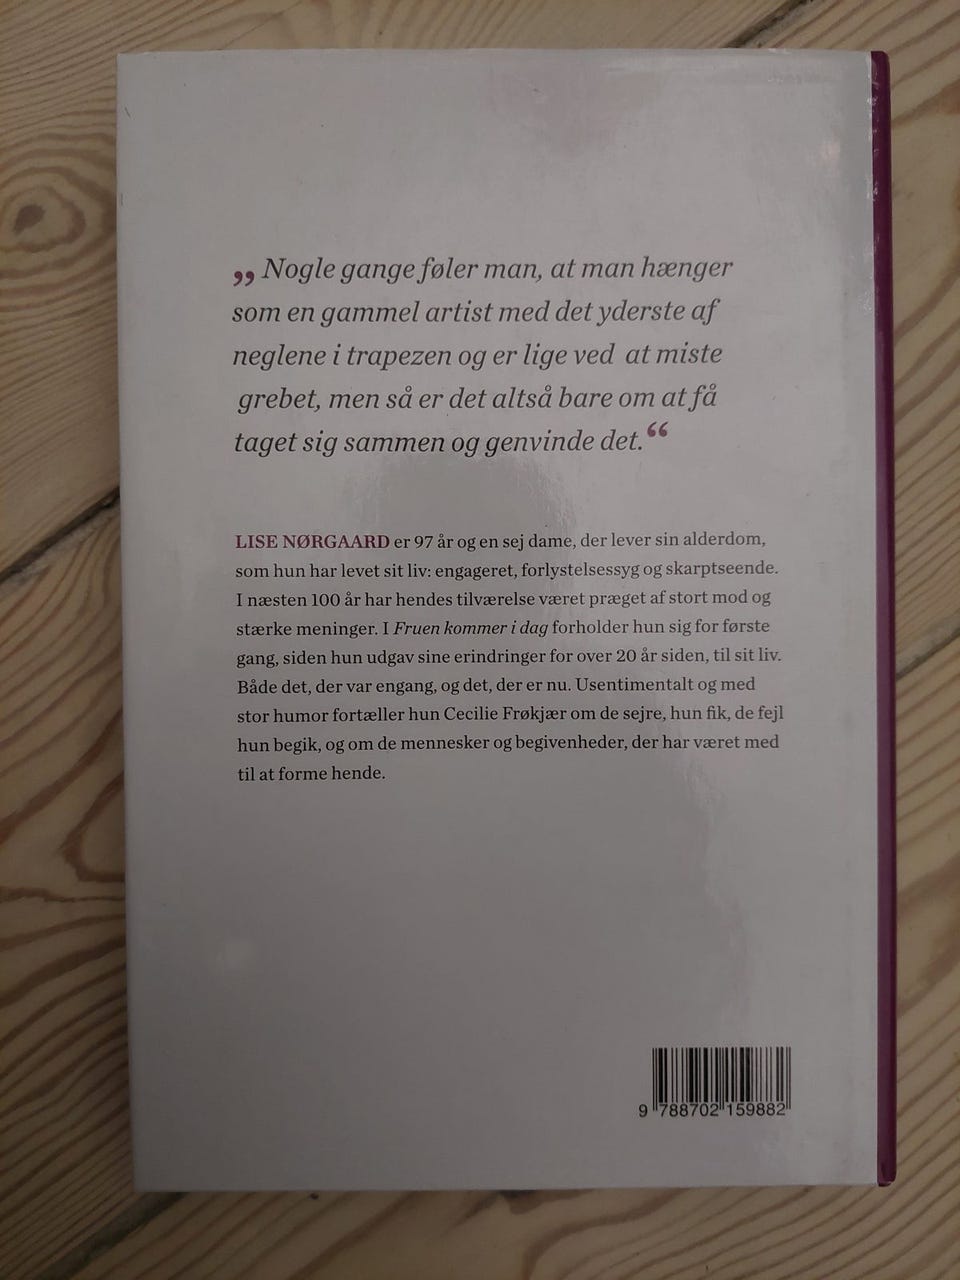 „ Nogle gange føler man, at man hænger
som en gammel artist med det yderste af
neglene i trapezen og er lige ved at miste
grebet, men så er det altså bare om at få
taget sig sammen og genvinde det.“
LISE NØRGAARD er 97 år og en sej dame, der lever sin alderdom,
som hun har levet sit liv: engageret, forlystelsessyg og skarptseende.
I næsten 100 år har hendes tilværelse været præget af stort mod og
stærke meninger. I Fruen kommer i dag forholder hun sig for første
gang, siden hun udgav sine erindringer for over 20 år siden, til sit liv.
Både det, der var engang, og det, der er nu. Usentimentalt og med
stor humor fortæller hun Cecilie Frøkjær om de sejre, hun fik, de fejl
hun begik, og om de mennesker og begivenheder, der har været med
til at forme hende.
9 788702 159882